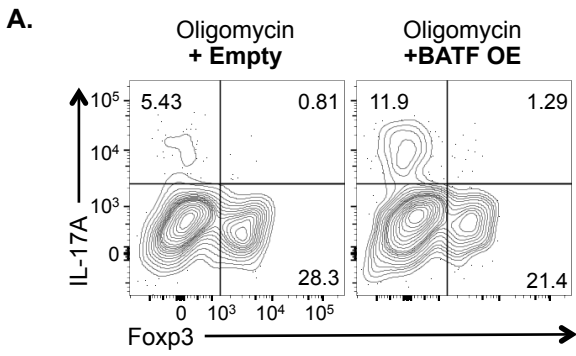 A.
Oligomycin
+ Empty
Oligomycin
+BATF OE
IL-17A
10⁵
10⁴
10³
0
5.43
0.81
28.3
11.9
1.29
21.4
0 10³ 10⁴ 10⁵
Foxp3